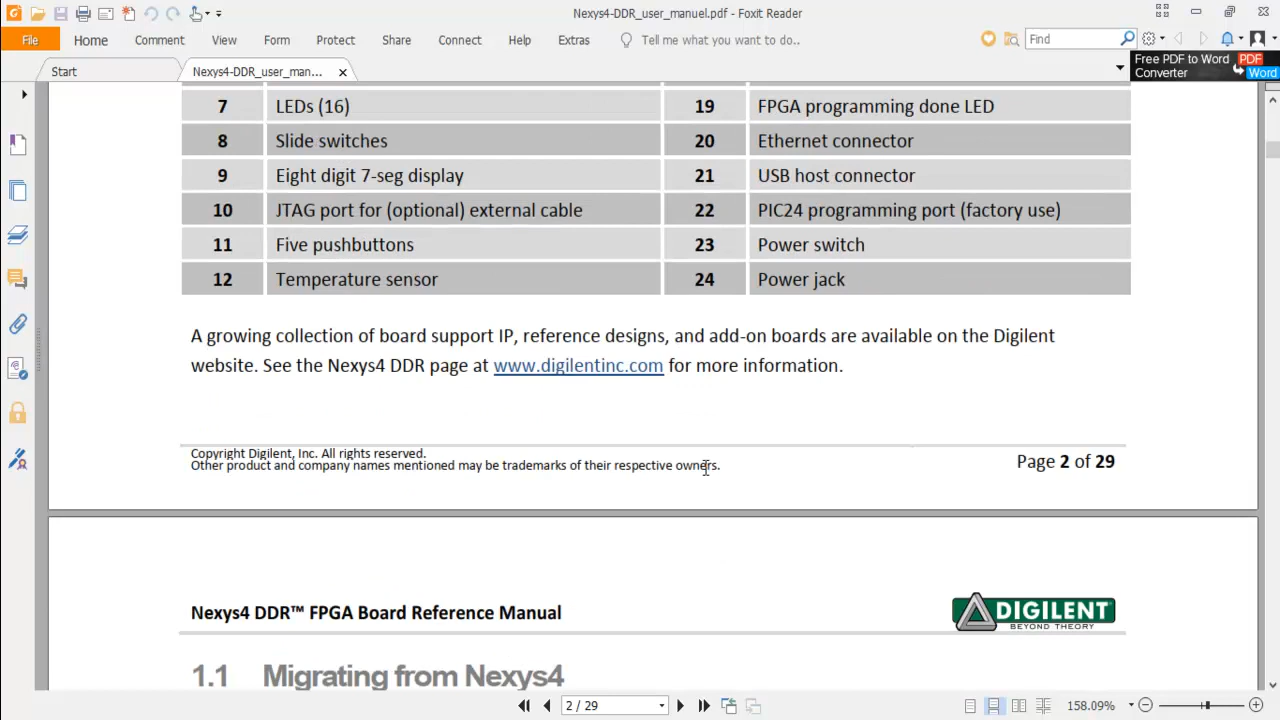 Nexys4-DDR_user_manuel.pdf - Foxit Reader
File Home Comment View Form Protect Share Connect Help Extras Tell me what you want to do.. Find
Start Nexys4-DDR_user_man... Free PDF to Word PDF
Converter Word
7 LEDs (16) 19 FPGA programming done LED
8 Slide switches 20 Ethernet connector
9 Eight digit 7-seg display 21 USB host connector
10 JTAG port for (optional) external cable 22 PIC24 programming port (factory use)
11 Five pushbuttons 23 Power switch
12 Temperature sensor 24 Power jack
A growing collection of board support IP, reference designs, and add-on boards are available on the Digilent
website. See the Nexys4 DDR page at www.digilentinc.com for more information.
Copyright Digilent, Inc. All rights reserved.
Other product and company names mentioned may be trademarks of their respective owners.
Page 2 of 29
Nexys4 DDR™ FPGA Board Reference Manual
DIGILENT
BEYOND THEORY
1.1 Migrating from Nexys4
2 / 29 158.09%